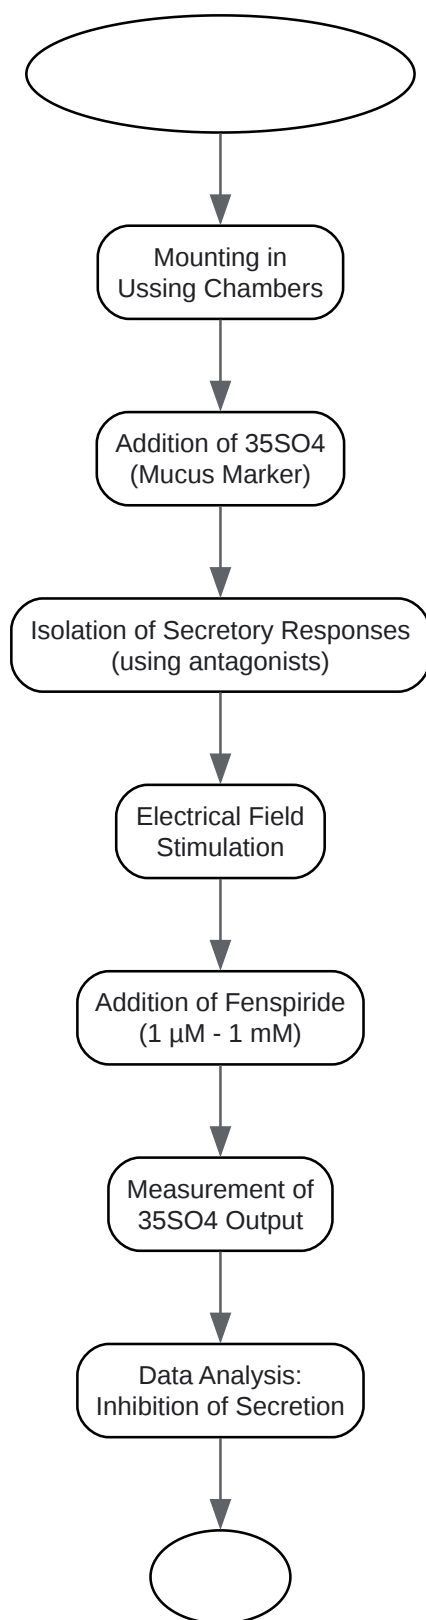 Mounting in
Ussing Chambers
Addition of 35SO4
(Mucus Marker)
Isolation of Secretory Responses
(using antagonists)
Electrical Field
Stimulation
Addition of Fenspiride
(1 µM - 1 mM)
Measurement of
35SO4 Output
Data Analysis:
Inhibition of Secretion